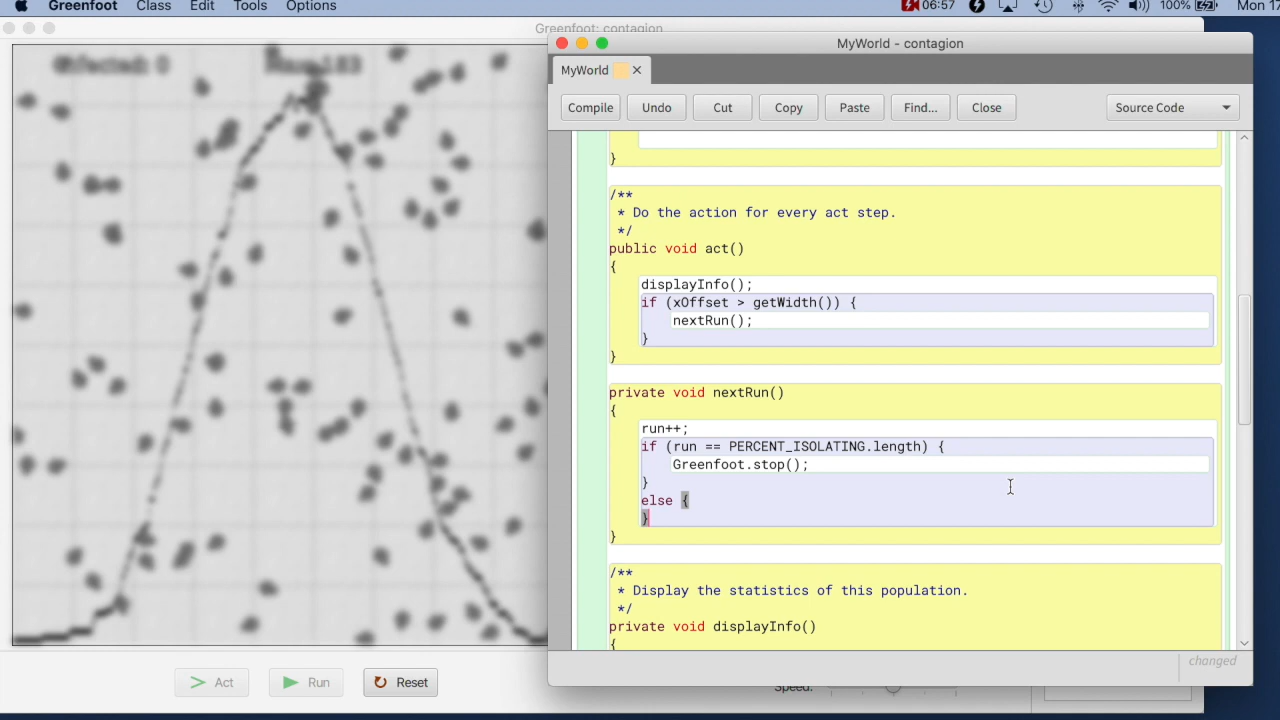 Greenfoot Class Edit Tools Options 06:57 100% Mon 17
Greenfoot: contagion
Infected: 0
MyWorld - contagion
MyWorld
Compile Undo Cut Copy Paste Find... Close Source Code
}
/**
* Do the action for every act step.
*/
public void act()
{
displayInfo();
if (xOffset > getWidth()) {
nextRun();
}
}
private void nextRun()
{
run++;
if (run == PERCENT_ISOLATING.length) {
Greenfoot.stop();
}
else {
}
}
/**
* Display the statistics of this population.
*/
private void displayInfo()
{
changed
Act Run Reset Speed: